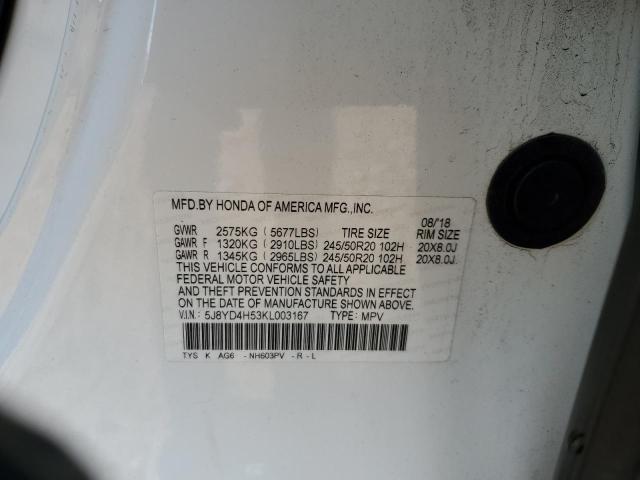 MFD.BY HONDA OF AMERICA MFG.,INC. 08/18
GVWR 2575KG ( 5677LBS) TIRE SIZE RIM SIZE
GAWR F 1320KG ( 2910LBS) 245/50R20 102H 20X8.0J
GAWR R 1345KG ( 2965LBS) 245/50R20 102H 20X8.0J
THIS VEHICLE CONFORMS TO ALL APPLICABLE
FEDERAL MOTOR VEHICLE SAFETY
AND THEFT PREVENTION STANDARDS IN EFFECT
ON THE DATE OF MANUFACTURE SHOWN ABOVE.
V.I.N.: 5J8YD4H53KL003167 TYPE: MPV
TYS K AG6 - NH603PV - R - L